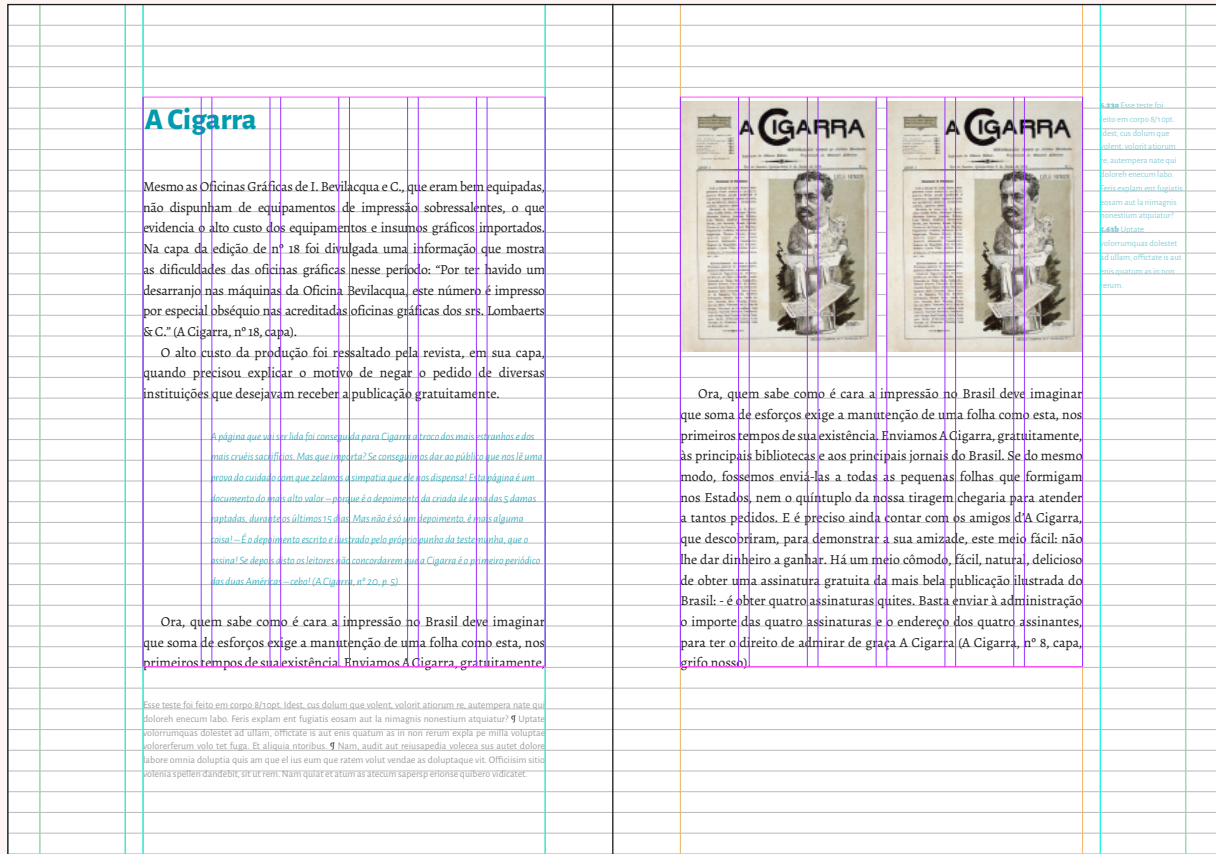 A Cigarra
Mesmo as Oficinas Gráficas de I. Bevilacqua e C., que eram bem equipadas,
não dispunham de equipamentos de impressão sobressalentes, o que
evidencia o alto custo dos equipamentos e insumos gráficos importados.
Na capa da edição de nº 18 foi divulgada uma informação que mostra
as dificuldades das oficinas gráficas nesse período: “Por ter havido um
desarranjo nas máquinas da Oficina Bevilacqua, este número é impresso
por especial obséquio nas acreditadas oficinas gráficas dos srs. Lombaerts
& C.” (A Cigarra, nº 18, capa).
O alto custo da produção foi ressaltado pela revista, em sua capa,
quando precisou explicar o motivo de negar o pedido de diversas
instituições que desejavam receber a publicação gratuitamente.
A página que vai ser lida foi conseguida para Cigarra a troco dos mais estranhos e dos
mais cruéis sacrifícios. Mas que importa? Se conseguimos dar ao público que nos lê uma
prova do cuidado com que zelamos a simpatia que ele nos dispensa! Esta página é um
documento do mais alto valor – porque é o depoimento da criada de uma das 5 damas
raptadas, durante os últimos 15 dias. Mas não é só um depoimento, é mais alguma
coisa! – É o depoimento escrito e ilustrado pelo próprio punho da testemunha, que o
assina! Se depois disto os leitores não concordarem que a Cigarra é o primeiro periódico
das duas Américas – cebo! (A Cigarra, nº 20, p. 5)
Ora, quem sabe como é cara a impressão no Brasil deve imaginar
que soma de esforços exige a manutenção de uma folha como esta, nos
primeiros tempos de sua existência. Enviamos A Cigarra, gratuitamente,
Esse teste foi feito em corpo 8/10pt. Idest, cus dolum que volent, volorit atiorum re, autempera nate qui
doloreh enecum labo. Feris explam ent fugiatis eosam aut la nimagnis nonestium atquiatur? ¶ Uptate
volorrumquas dolestet ad ullam, offictate is aut enis quatum as in non rerum expla pe milla voluptae
volorerferum volo tet fuga. Et aliquia ntoribus. ¶ Nam, audit aut reiusapedia volecea sus autet dolore
labore omnia doluptia quis am que el ius eum que ratem volut vendae as doluptaque vit. Officiisim sitio
volenia spellen dandebit, sit ut rem. Nam quiat et atum as atecum sapersp erionse quibero vidicatet.
A CIGARRA
A CIGARRA
Ora, quem sabe como é cara a impressão no Brasil deve imaginar
que soma de esforços exige a manutenção de uma folha como esta, nos
primeiros tempos de sua existência. Enviamos A Cigarra, gratuitamente,
às principais bibliotecas e aos principais jornais do Brasil. Se do mesmo
modo, fossemos enviá-las a todas as pequenas folhas que formigam
nos Estados, nem o quíntuplo da nossa tiragem chegaria para atender
a tantos pedidos. E é preciso ainda contar com os amigos d’A Cigarra,
que descobriram, para demonstrar a sua amizade, este meio fácil: não
lhe dar dinheiro a ganhar. Há um meio cômodo, fácil, natural, delicioso
de obter uma assinatura gratuita da mais bela publicação ilustrada do
Brasil: - é obter quatro assinaturas quites. Basta enviar à administração
o importe das quatro assinaturas e o endereço dos quatro assinantes,
para ter o direito de admirar de graça A Cigarra (A Cigarra, nº 8, capa,
grifo nosso).
Esse teste foi
feito em corpo 8/10pt.
Idest, cus dolum que
volent, volorit atiorum
re, autempera nate qui
doloreh enecum labo.
Feris explam ent fugiatis
eosam aut la nimagnis
nonestium atquiatur?
Uptate
volorrumquas dolestet
ad ullam, offictate is aut
enis quatum as in non
rerum.